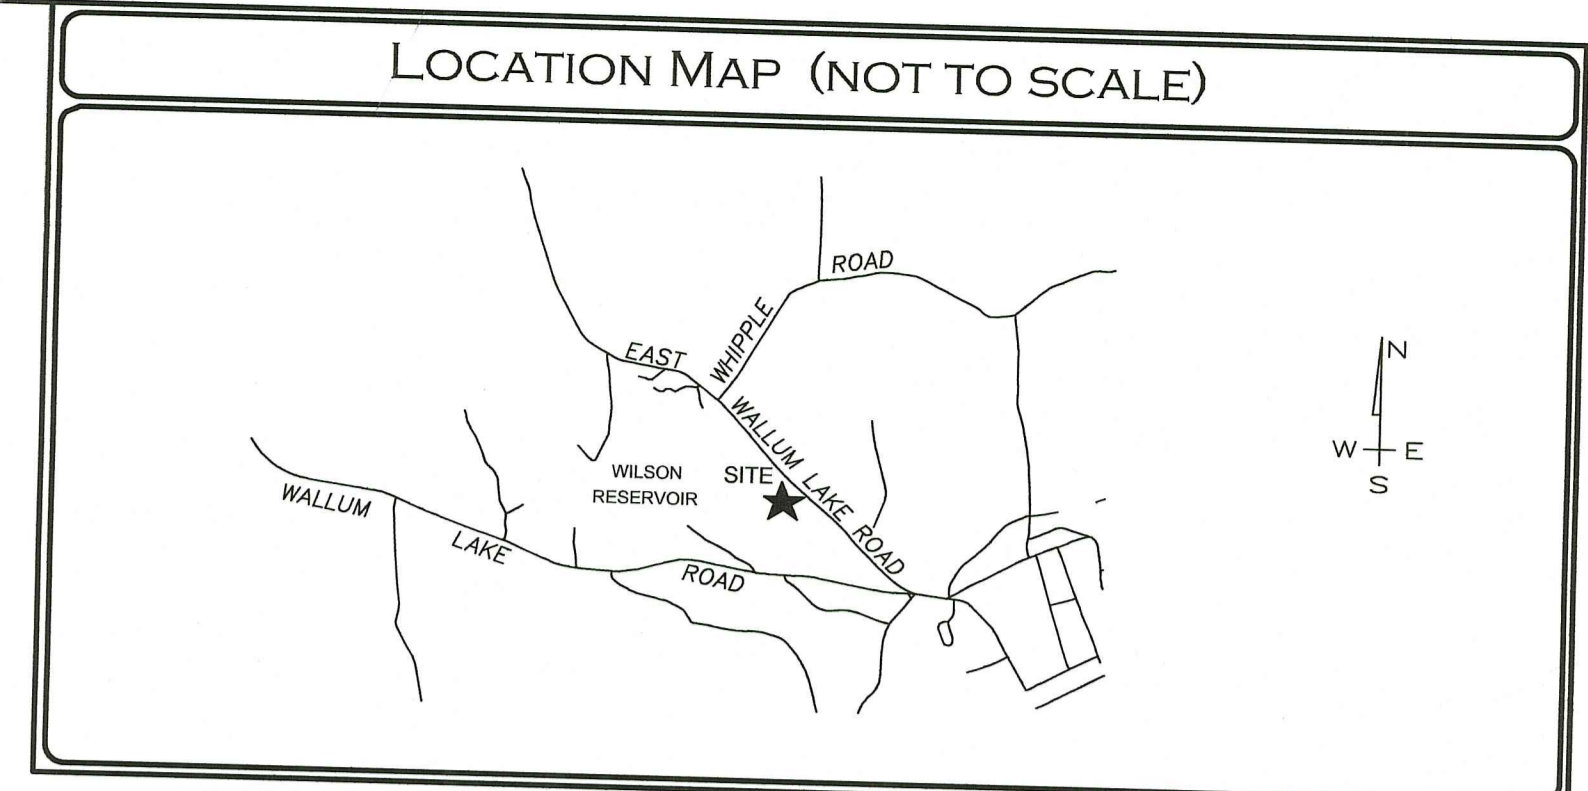 LOCATION MAP (NOT TO SCALE)
ROAD
WHIPPLE
EAST
WALLUM LAKE ROAD
SITE
WILSON
RESERVOIR
WALLUM
LAKE
ROAD
N
W E
S